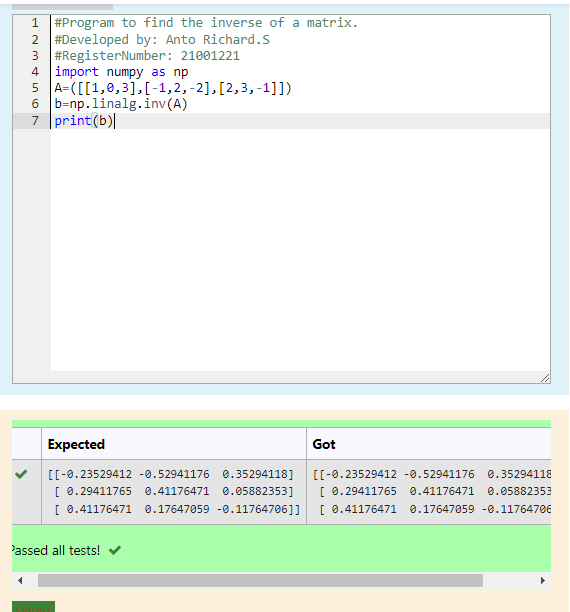 1 #Program to find the inverse of a matrix.
2 #Developed by: Anto Richard.S
3 #RegisterNumber: 21001221
4 import numpy as np
5 A=([[1,0,3],[-1,2,-2],[2,3,-1]])
6 b=np.linalg.inv(A)
7 print(b)
Expected Got
[[-0.23529412 -0.52941176 0.35294118] [[-0.23529412 -0.52941176 0.35294118
[ 0.29411765 0.41176471 0.05882353] [ 0.29411765 0.41176471 0.05882353
[ 0.41176471 0.17647059 -0.11764706]] [ 0.41176471 0.17647059 -0.11764706
Passed all tests!